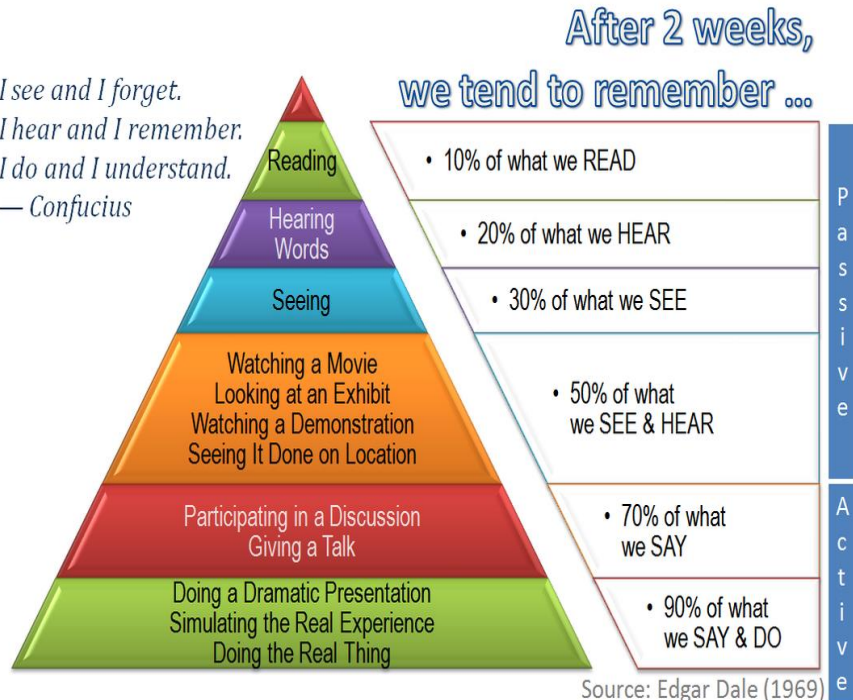 After 2 weeks,
we tend to remember ...
I see and I forget.
I hear and I remember.
I do and I understand.
— Confucius
Reading
• 10% of what we READ
Hearing
Words
• 20% of what we HEAR
Seeing
• 30% of what we SEE
Watching a Movie
Looking at an Exhibit
Watching a Demonstration
Seeing It Done on Location
• 50% of what
we SEE & HEAR
Passive
Participating in a Discussion
Giving a Talk
• 70% of what
we SAY
Doing a Dramatic Presentation
Simulating the Real Experience
Doing the Real Thing
• 90% of what
we SAY & DO
Active
Source: Edgar Dale (1969)